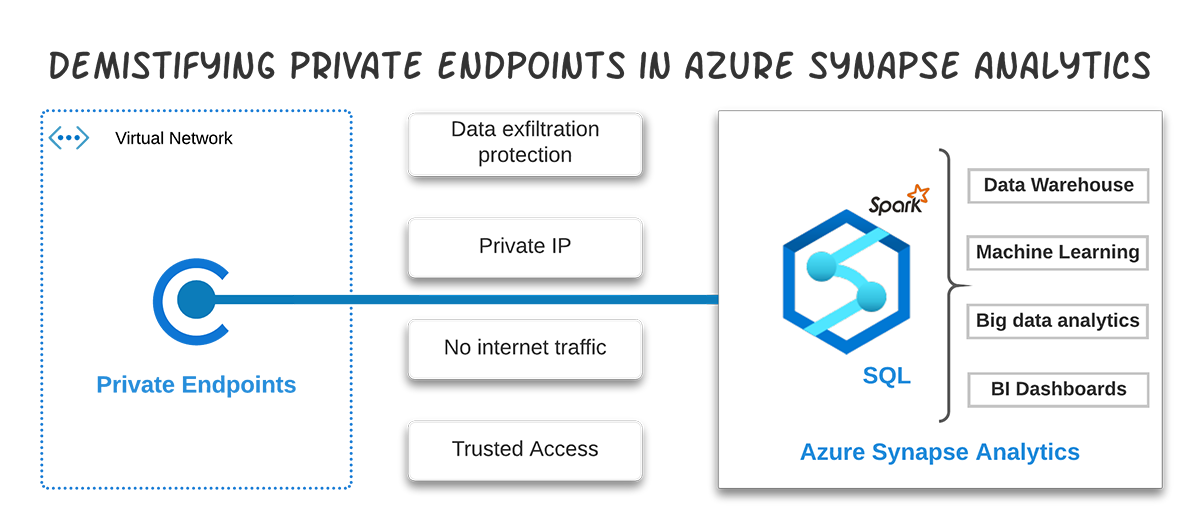 DEMISTIFYING PRIVATE ENDPOINTS IN AZURE SYNAPSE ANALYTICS
Virtual Network
Private Endpoints
Data exfiltration
protection
Private IP
No internet traffic
Trusted Access
Spark
SQL
Data Warehouse
Machine Learning
Big data analytics
BI Dashboards
Azure Synapse Analytics